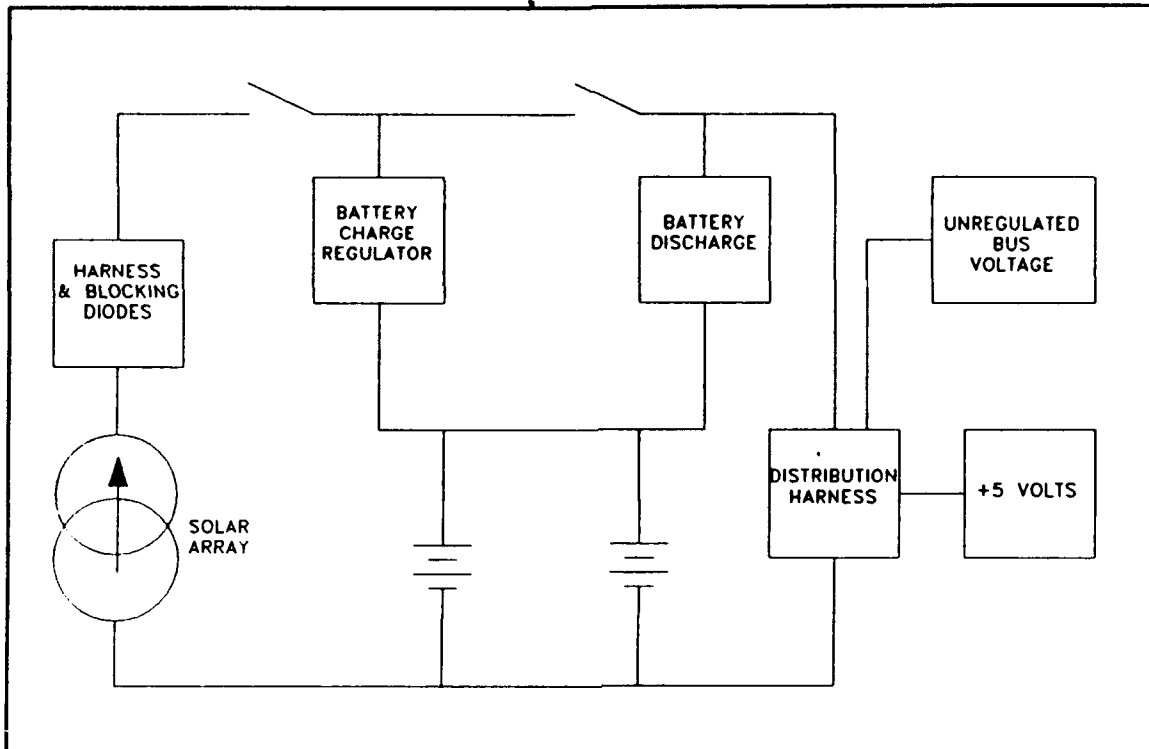 BATTERY
CHARGE
REGULATOR
BATTERY
DISCHARGE
UNREGULATED
BUS
VOLTAGE
HARNESS
& BLOCKING
DIODES
DISTRIBUTION
HARNESS
+5 VOLTS
SOLAR
ARRAY